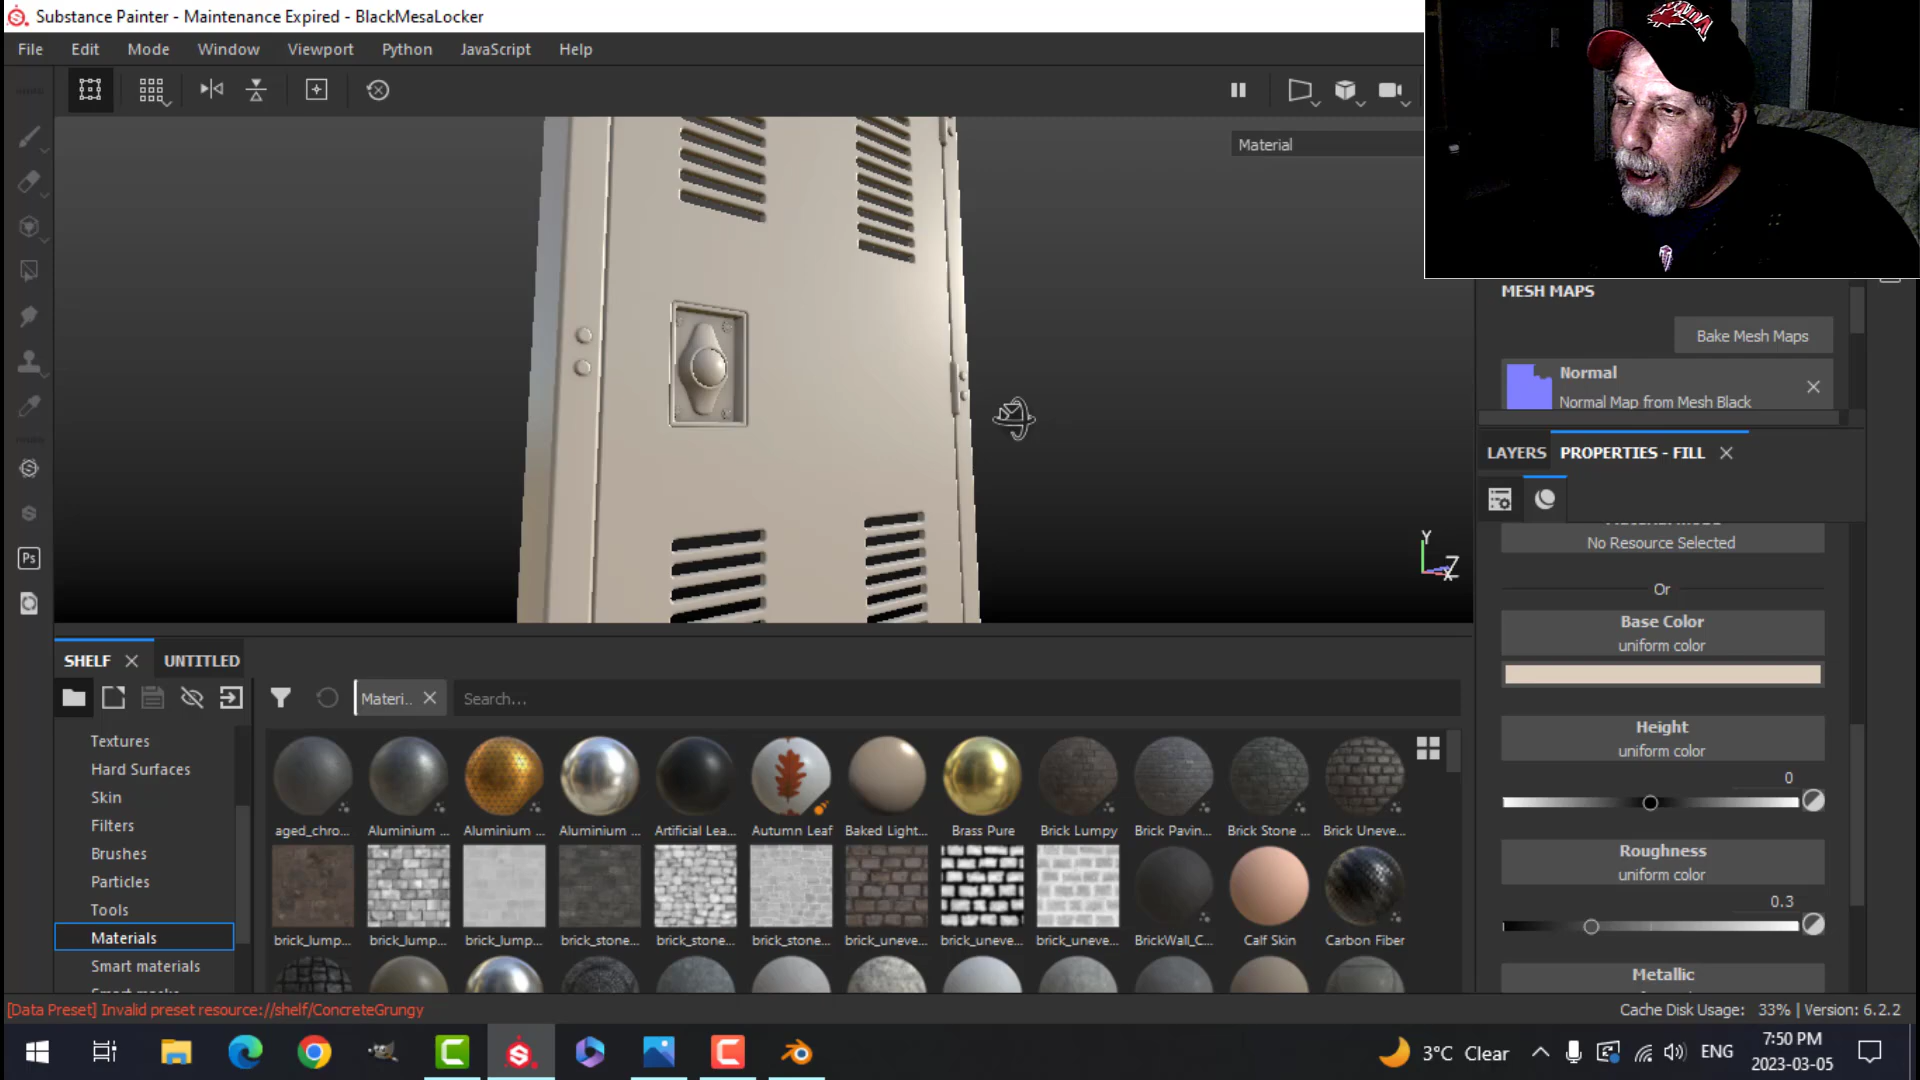 Substance Painter - Maintenance Expired - BlackMesaLocker
File Edit Mode Window Viewport Python JavaScript Help
Material
Y
Z
X
MESH MAPS
Bake Mesh Maps
Normal
Normal Map from Mesh Black
LAYERS PROPERTIES - FILL
No Resource Selected
Or
Base Color
uniform color
Height
uniform color
0
Roughness
uniform color
0.3
Metallic
SHELF UNTITLED
Materi..
Search...
Textures
Hard Surfaces
Skin
Filters
Brushes
Particles
Tools
Materials
Smart materials
aged_chro... Aluminium ... Aluminium ... Aluminium ... Artificial Lea... Autumn Leaf Baked Light... Brass Pure Brick Lumpy Brick Pavin... Brick Stone ... Brick Uneve...
brick_lump... brick_lump... brick_lump... brick_stone... brick_stone... brick_stone... brick_uneve... brick_uneve... brick_uneve... BrickWall_C... Calf Skin Carbon Fiber
[Data Preset] Invalid preset resource://shelf/ConcreteGrungy
Cache Disk Usage: 33% | Version: 6.2.2
Ps
3°C Clear
ENG
7:50 PM
2023-03-05